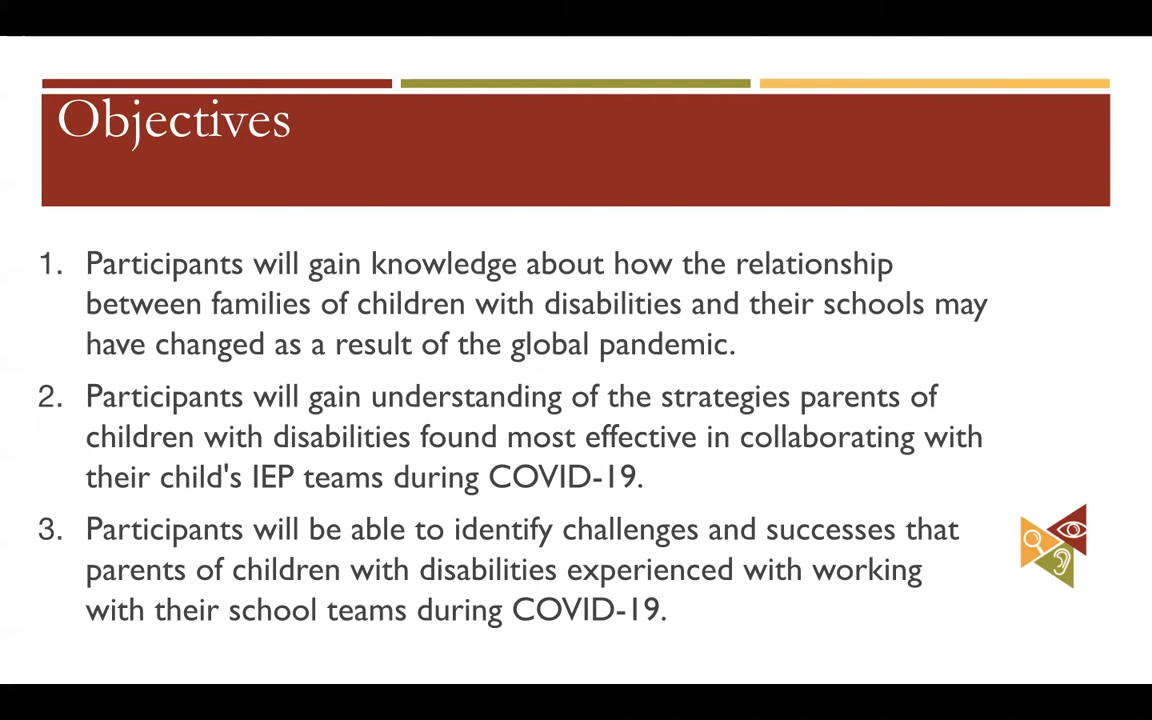 Objectives
1. Participants will gain knowledge about how the relationship
between families of children with disabilities and their schools may
have changed as a result of the global pandemic.
2. Participants will gain understanding of the strategies parents of
children with disabilities found most effective in collaborating with
their child's IEP teams during COVID-19.
3. Participants will be able to identify challenges and successes that
parents of children with disabilities experienced with working
with their school teams during COVID-19.